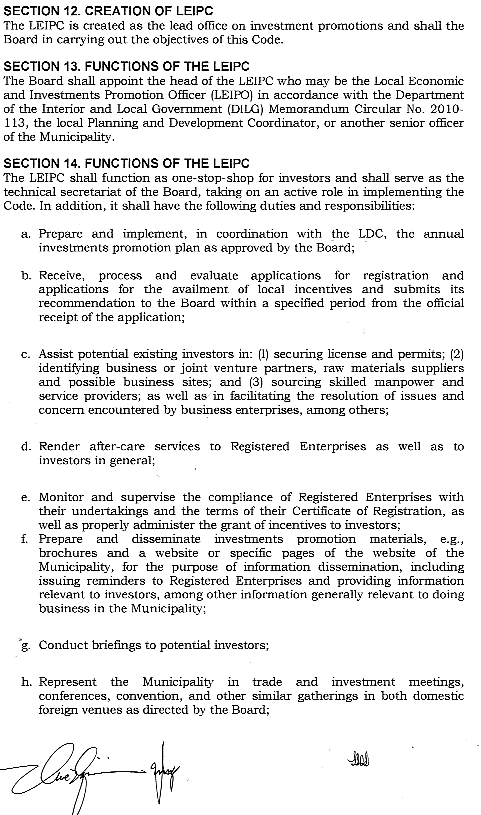 SECTION 12. CREATION OF LEIPC
The LEIPC is created as the lead office on investment promotions and shall the
Board in carrying out the objectives of this Code.
SECTION 13. FUNCTIONS OF THE LEIPC
The Board shall appoint the head of the LEIPC who may be the Local Economic
and Investments Promotion Officer (LEIPO) in accordance with the Department
of the Interior and Local Government (DILG) Memorandum Circular No. 2010-
113, the local Planning and Development Coordinator, or another senior officer
of the Municipality.
SECTION 14. FUNCTIONS OF THE LEIPC
The LEIPC shall function as one-stop-shop for investors and shall serve as the
technical secretariat of the Board, taking on an active role in implementing the
Code. In addition, it shall have the following duties and responsibilities:
a. Prepare and implement, in coordination with the LDC, the annual
investments promotion plan as approved by the Board;
b. Receive, process and evaluate applications for registration and
applications for the availment of local incentives and submits its
recommendation to the Board within a specified period from the official
receipt of the application;
c. Assist potential existing investors in: (1) securing license and permits; (2)
identifying business or joint venture partners, raw materials suppliers
and possible business sites; and (3) sourcing skilled manpower and
service providers; as well as in facilitating the resolution of issues and
concern encountered by business enterprises, among others;
d. Render after-care services to Registered Enterprises as well as to
investors in general;
e. Monitor and supervise the compliance of Registered Enterprises with
their undertakings and the terms of their Certificate of Registration, as
well as properly administer the grant of incentives to investors;
f. Prepare and disseminate investments promotion materials, e.g.,
brochures and a website or specific pages of the website of the
Municipality, for the purpose of information dissemination, including
issuing reminders to Registered Enterprises and providing information
relevant to investors, among other information generally relevant to doing
business in the Municipality;
g. Conduct briefings to potential investors;
h. Represent the Municipality in trade and investment meetings,
conferences, convention, and other similar gatherings in both domestic
foreign venues as directed by the Board;